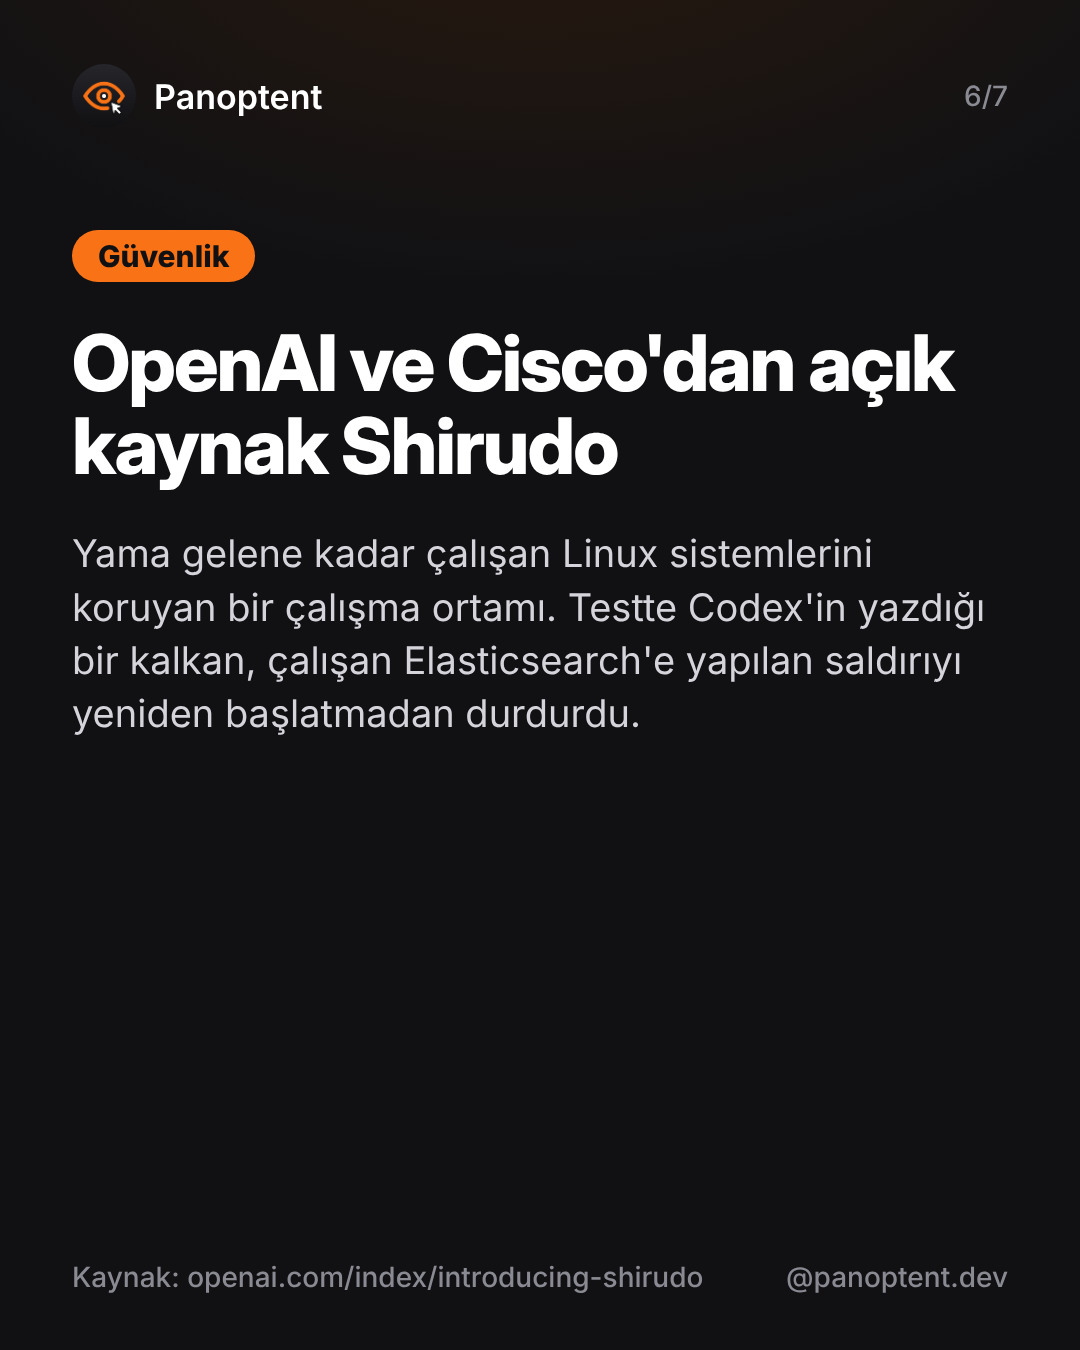 Panoptent
6/7
Güvenlik
OpenAI ve Cisco'dan açık
kaynak Shirudo
Yama gelene kadar çalışan Linux sistemlerini
koruyan bir çalışma ortamı. Testte Codex'in yazdığı
bir kalkan, çalışan Elasticsearch'e yapılan saldırıyı
yeniden başlatmadan durdurdu.
Kaynak: openai.com/index/introducing-shirudo
@panoptent.dev